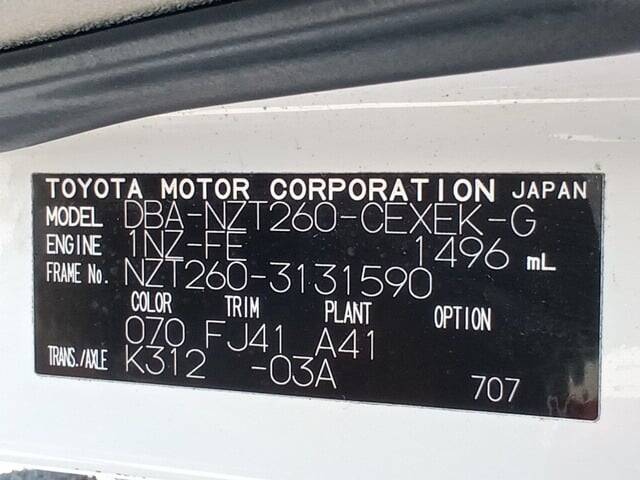 TOYOTA MOTOR CORPORATION JAPAN
MODEL DBA-NZT260-CEXEK-G
ENGINE 1NZ-FE 1496 mL
FRAME No. NZT260-3131590
COLOR TRIM PLANT OPTION
070 FJ41 A41
TRANS./AXLE K312 -03A
707